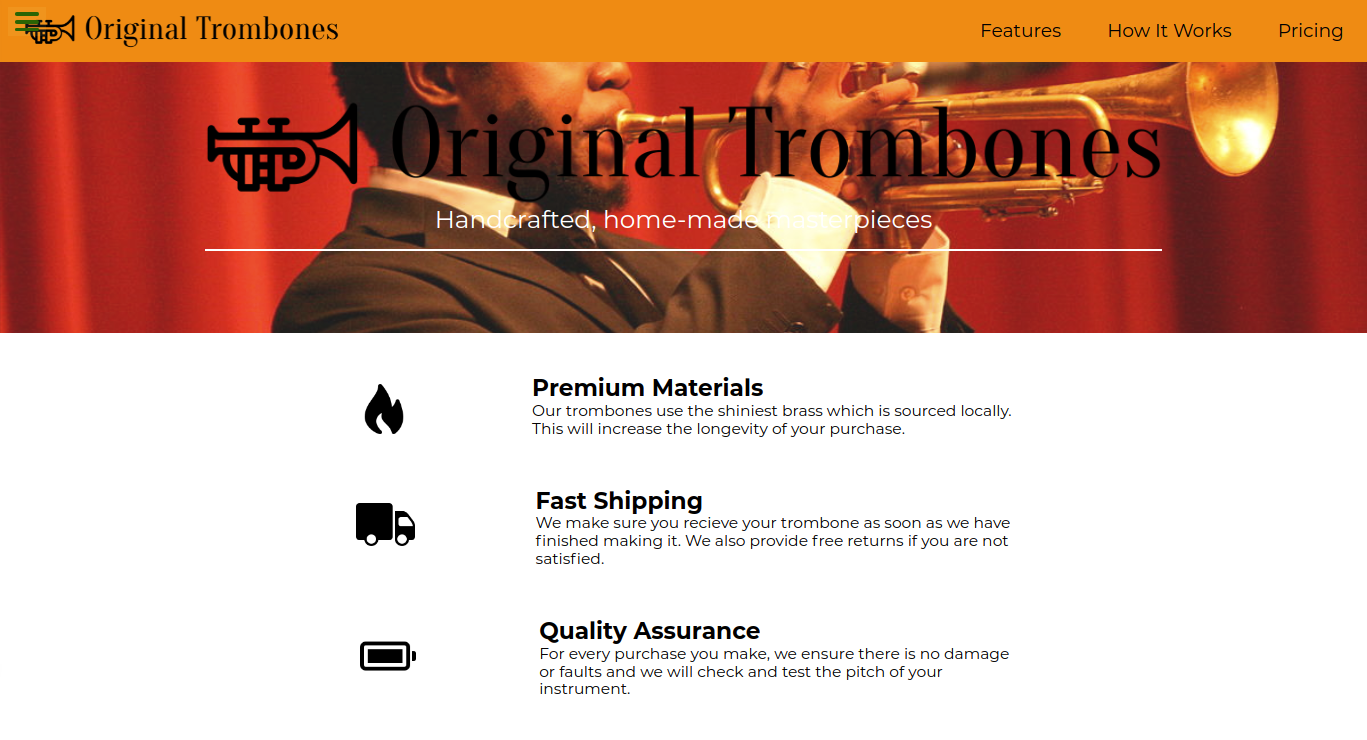 Original Trombones
Features
How It Works
Pricing
Original Trombones
Handcrafted, home-made masterpieces
Premium Materials
Our trombones use the shiniest brass which is sourced locally.
This will increase the longevity of your purchase.
Fast Shipping
We make sure you recieve your trombone as soon as we have
finished making it. We also provide free returns if you are not
satisfied.
Quality Assurance
For every purchase you make, we ensure there is no damage
or faults and we will check and test the pitch of your
instrument.